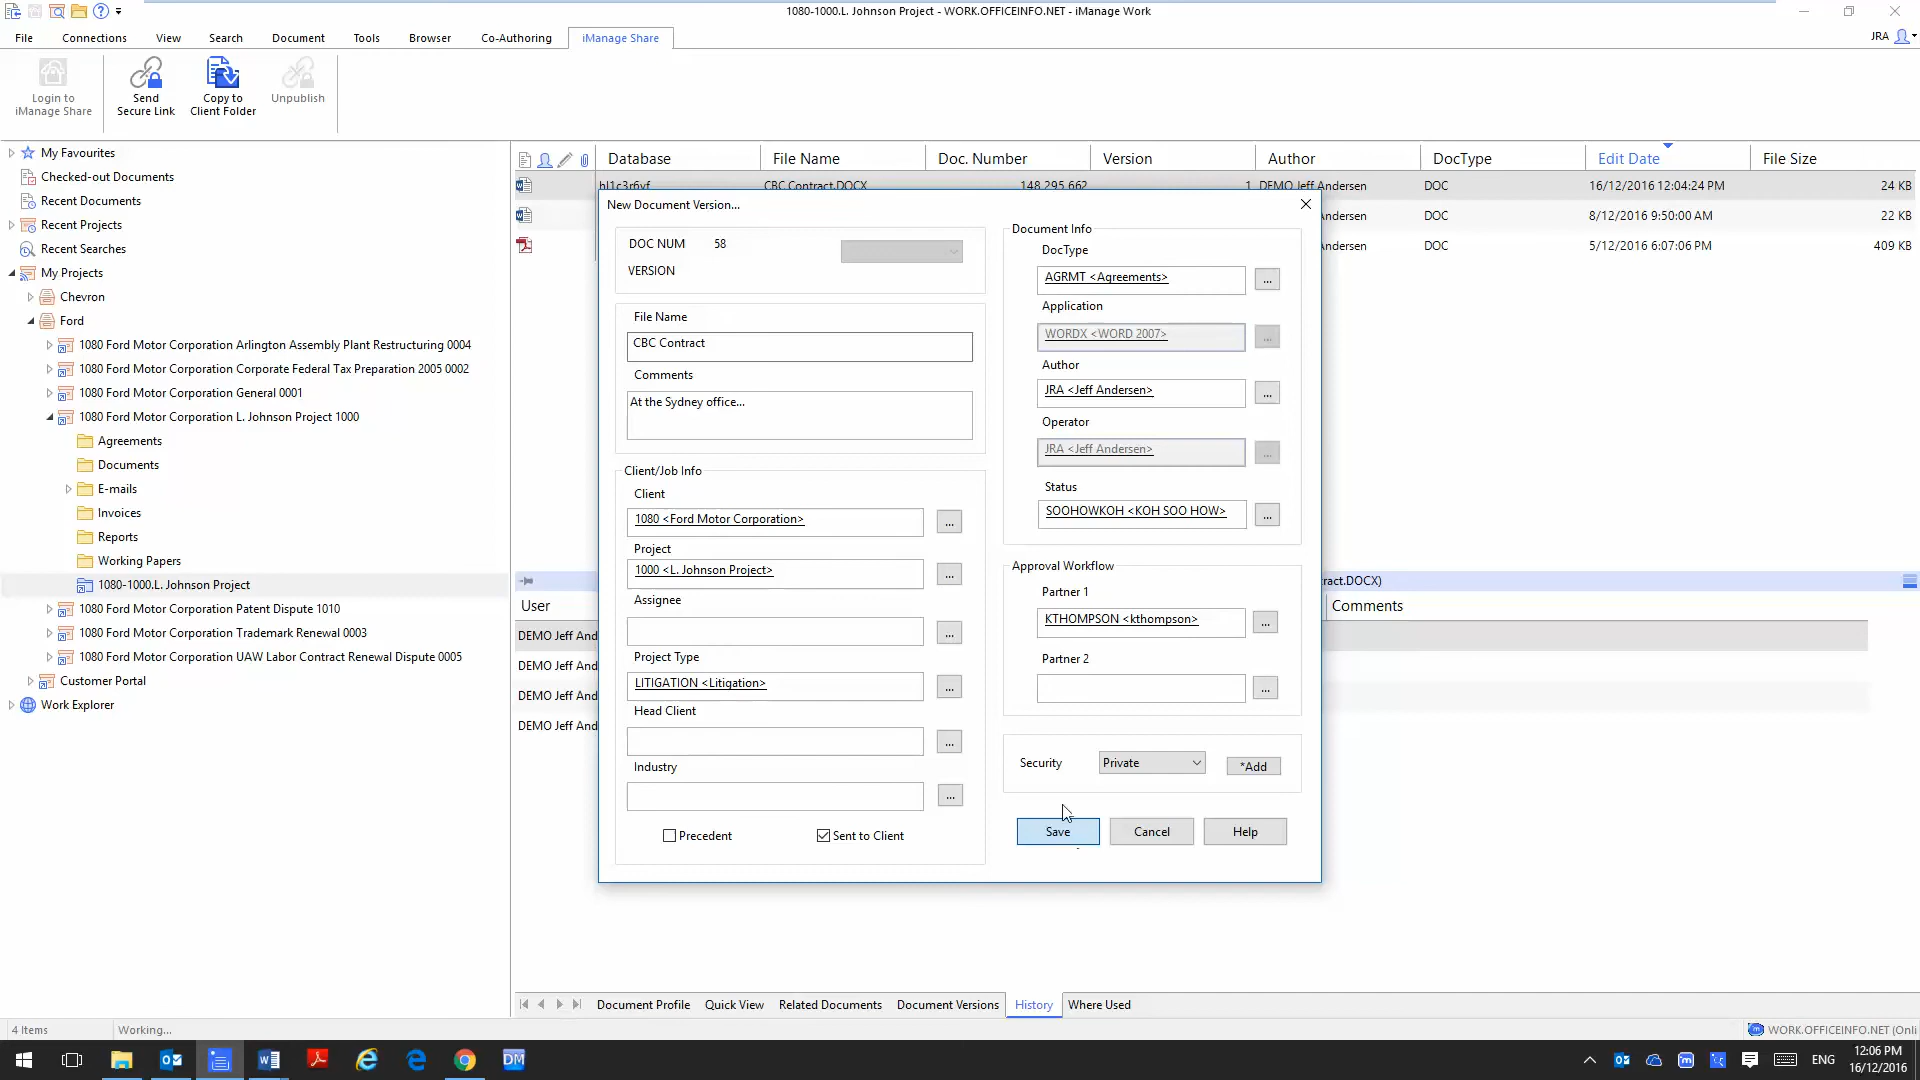 1080-1000.L. Johnson Project - WORK.OFFICEINFO.NET - iManage Work
File Connections View Search Document Tools Browser Co-Authoring iManage Share
JRA
Login to
iManage Share
Send
Secure Link
Copy to
Client Folder
Unpublish
My Favourites
Checked-out Documents
Recent Documents
Recent Projects
Recent Searches
My Projects
Chevron
Ford
1080 Ford Motor Corporation Arlington Assembly Plant Restructuring 0004
1080 Ford Motor Corporation Corporate Federal Tax Preparation 2005 0002
1080 Ford Motor Corporation General 0001
1080 Ford Motor Corporation L. Johnson Project 1000
Agreements
Documents
E-mails
Invoices
Reports
Working Papers
1080-1000.L. Johnson Project
1080 Ford Motor Corporation Patent Dispute 1010
1080 Ford Motor Corporation Trademark Renewal 0003
1080 Ford Motor Corporation UAW Labor Contract Renewal Dispute 0005
Customer Portal
Work Explorer
Database File Name Doc. Number Version Author DocType Edit Date File Size
CBC Contract.DOCX 148,295,662 1 DEMO Jeff Andersen DOC 16/12/2016 12:04:24 PM 24 KB
Andersen DOC 8/12/2016 9:50:00 AM 22 KB
Andersen DOC 5/12/2016 6:07:06 PM 409 KB
New Document Version...
DOC NUM 58
VERSION
File Name
CBC Contract
Comments
At the Sydney office...
Client/Job Info
Client
1080 <Ford Motor Corporation>
...
Project
1000 <L. Johnson Project>
...
Assignee
...
Project Type
LITIGATION <Litigation>
...
Head Client
...
Industry
...
Precedent
Sent to Client
Document Info
DocType
AGRMT <Agreements>
...
Application
WORDX <WORD 2007>
...
Author
JRA <Jeff Andersen>
...
Operator
JRA <Jeff Andersen>
...
Status
SOOHOWKOH <KOH SOO HOW>
...
Approval Workflow
Partner 1
KTHOMPSON <kthompson>
...
Partner 2
...
Security Private *Add
Save Cancel Help
ract.DOCX)
User
Comments
DEMO Jeff And
DEMO Jeff And
DEMO Jeff And
DEMO Jeff And
Document Profile Quick View Related Documents Document Versions History Where Used
4 Items Working...
WORK.OFFICEINFO.NET (Onli
DM
ENG
12:06 PM
16/12/2016